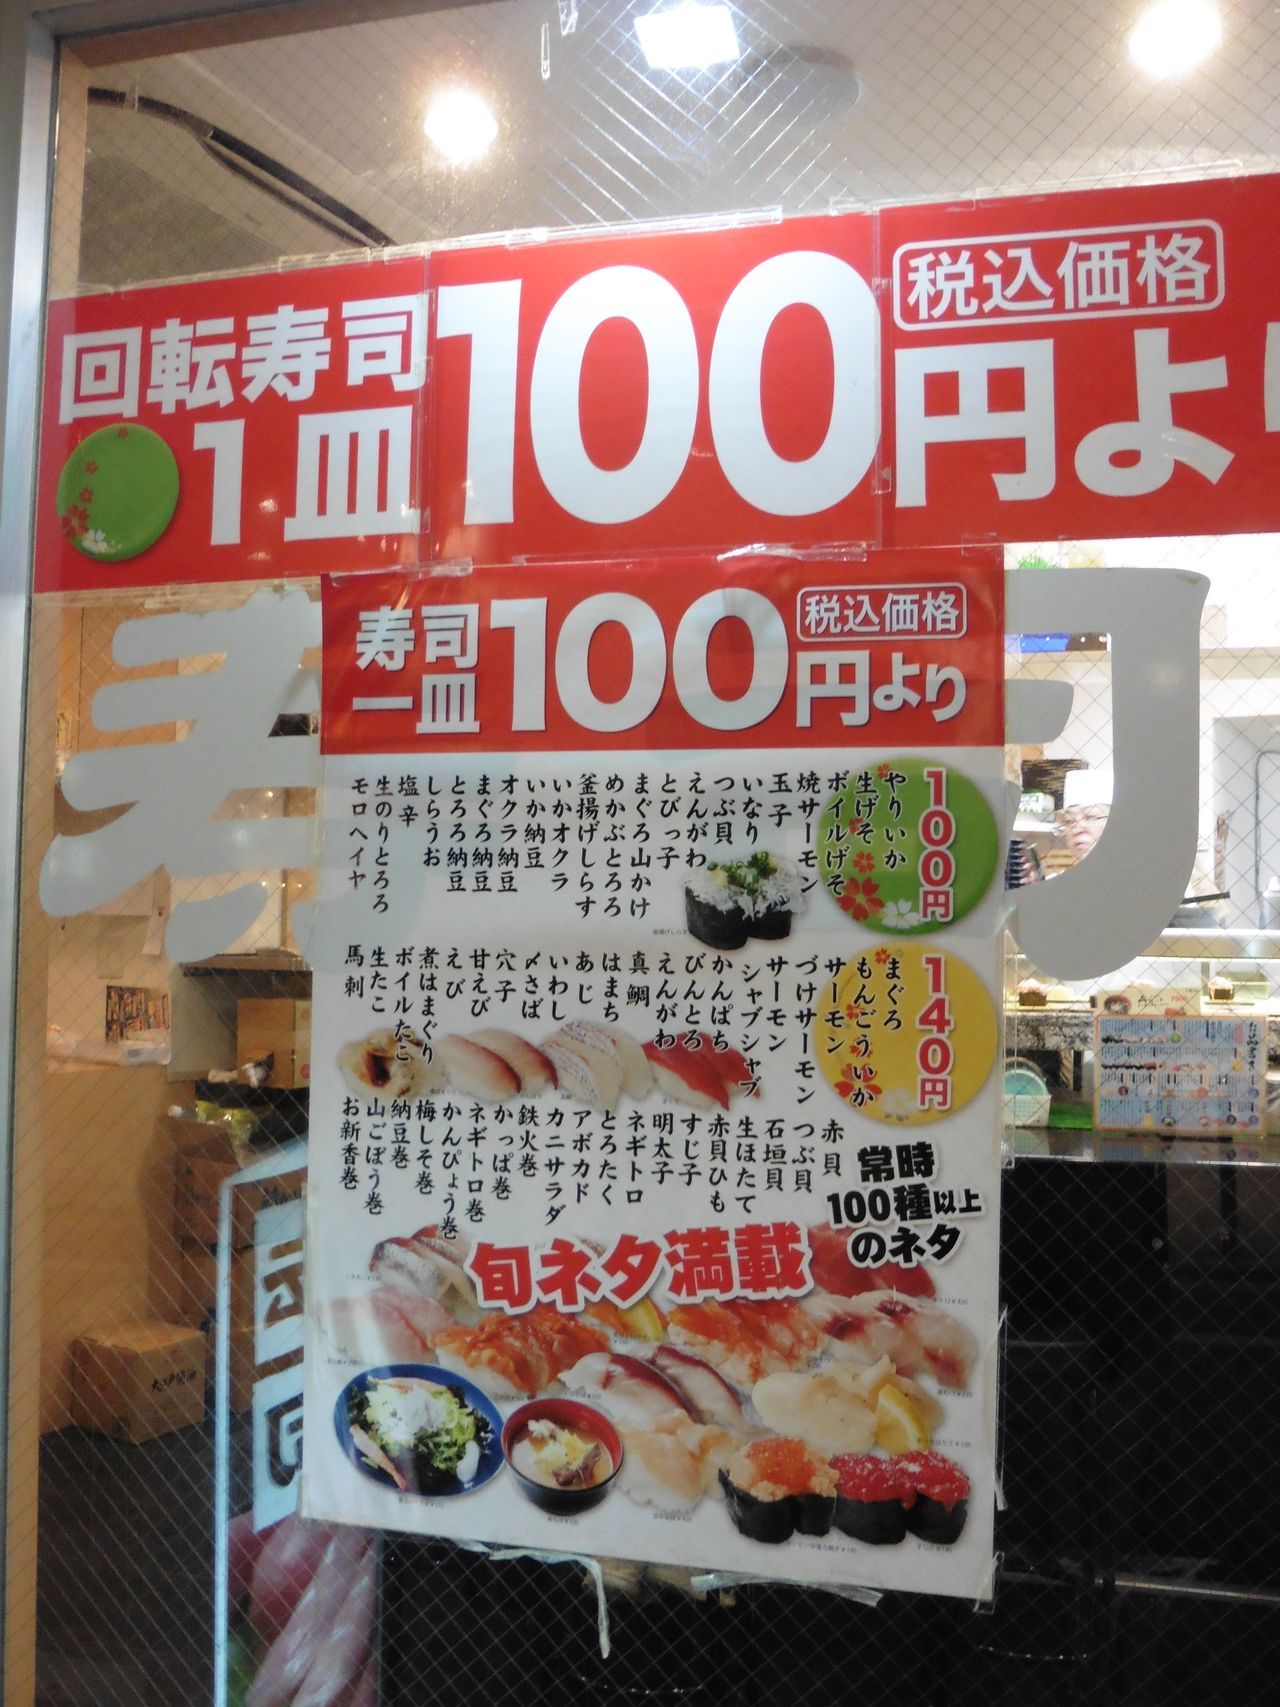 回転寿司
1皿
100
税込価格
円よ
寿司
寿司
一皿
100
税込価格
円より
100円
やりいか
生げそ
ボイルげそ
焼サーモン
玉子
いなり
つぶ貝
えんがわ
とびっ子
まぐろ山かけ
めかぶとろろ
釜揚げしらす
いかオクラ
いか納豆
オクラ納豆
まぐろ納豆
とろろ納豆
しらうお
塩辛
生のりとろろ
モロヘイヤ
釜揚げしらす
140円
まぐろ
もんごういか
サーモン
づけサーモン
サーモン
シャブシャブ
かんぱち
びんとろ
えんがわ
真鯛
はまち
あじ
いわし
〆さば
穴子
甘えび
えび
煮はまぐり
ボイルたこ
生たこ
馬刺
赤貝
つぶ貝
石垣貝
生ほたて
赤貝ひも
すじ子
明太子
ネギトロ
とろたく
アボカド
カニサラダ
鉄火巻
かっぱ巻
ネギトロ巻
かんぴょう巻
梅しそ巻
納豆巻
山ごぼう巻
お新香巻
常時
100種以上
のネタ
旬ネタ満載